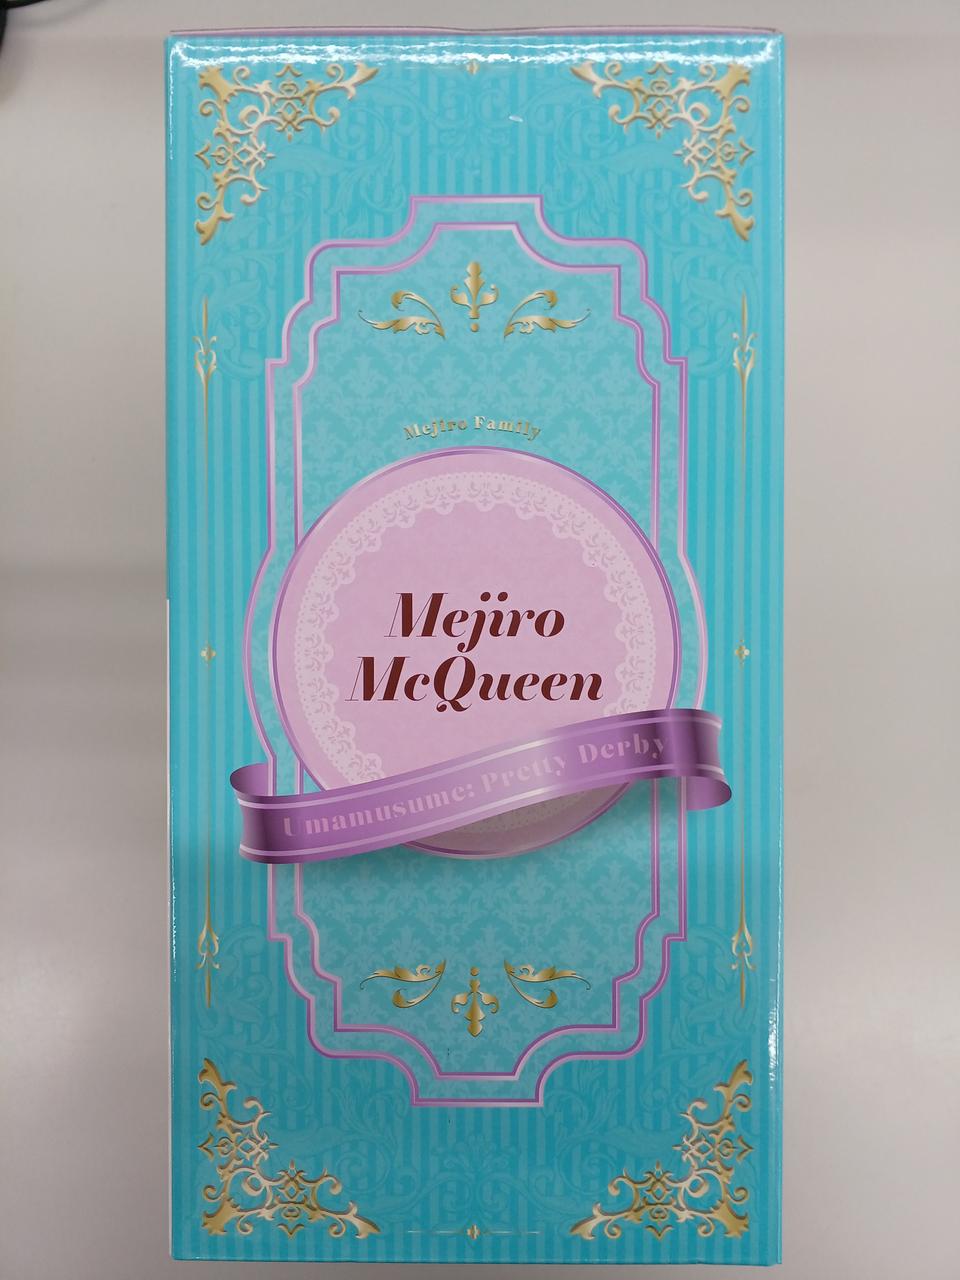 Mejiro Family
Mejiro
McQueen
Umamusume: Pretty Derby